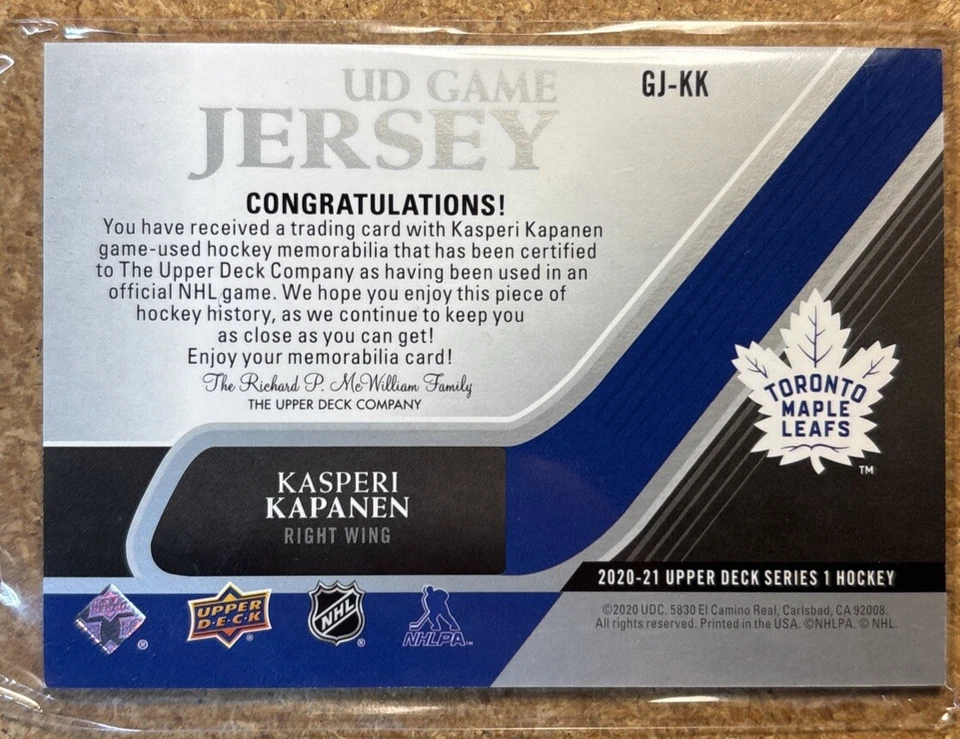 UD GAME
JERSEY
GJ-KK
CONGRATULATIONS!
You have received a trading card with Kasperi Kapanen
game-used hockey memorabilia that has been certified
to The Upper Deck Company as having been used in an
official NHL game. We hope you enjoy this piece of
hockey history, as we continue to keep you
as close as you can get!
Enjoy your memorabilia card!
The Richard P. McWilliam Family
THE UPPER DECK COMPANY
TORONTO
MAPLE
LEAFS
TM
KASPERI
KAPANEN
RIGHT WING
2020-21 UPPER DECK SERIES 1 HOCKEY
©2020 UDC. 5830 El Camino Real, Carlsbad, CA 92008.
All rights reserved. Printed in the USA. ©NHLPA. © NHL.
®
UPPER
D·E·C·K
®
NHL
®
NHLPA
TM